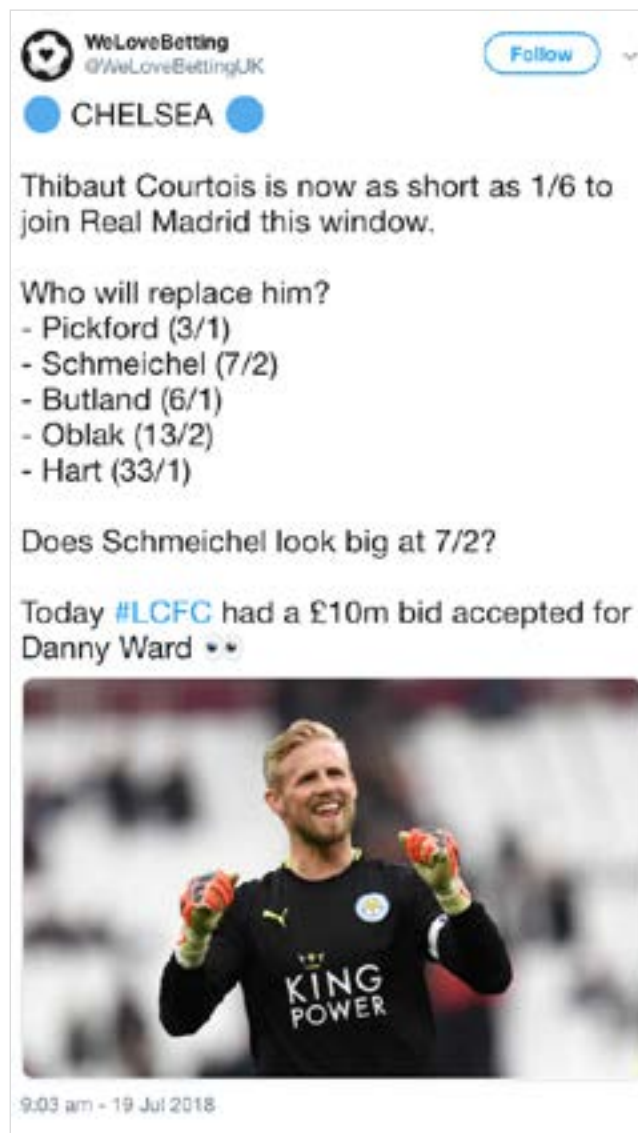 WeLoveBetting
@WeLoveBettingUK
Follow
CHELSEA
Thibaut Courtois is now as short as 1/6 to
join Real Madrid this window.
Who will replace him?
- Pickford (3/1)
- Schmeichel (7/2)
- Butland (6/1)
- Oblak (13/2)
- Hart (33/1)
Does Schmeichel look big at 7/2?
Today #LCFC had a £10m bid accepted for
Danny Ward 👀
KING
POWER
9:03 am - 19 Jul 2018